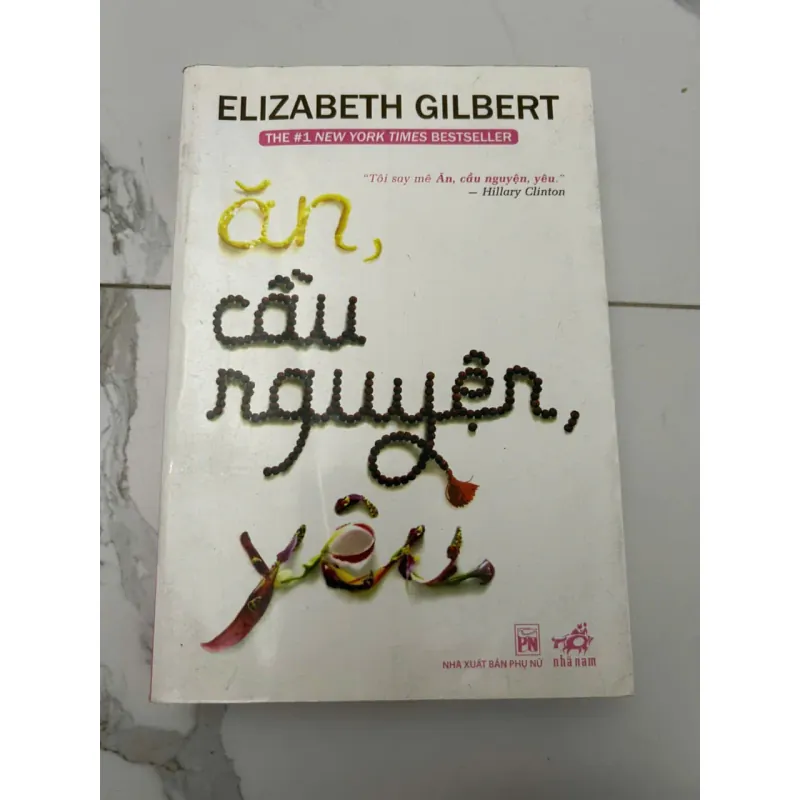 ELIZABETH GILBERT
THE #1 NEW YORK TIMES BESTSELLER
"Tôi say mê Ăn, cầu nguyện, yêu."
— Hillary Clinton
ăn,
cầu
nguyện,
yêu
PN
NHÀ XUẤT BẢN PHỤ NỮ
nhã nam